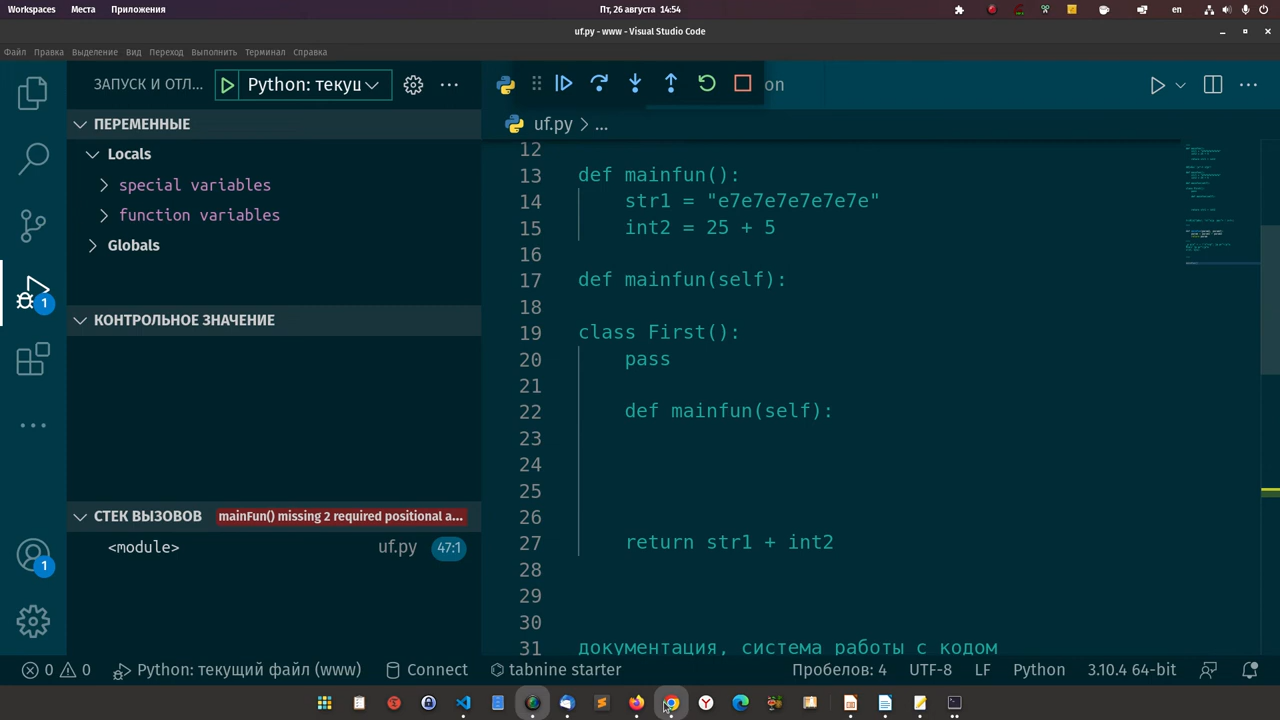 Workspaces Места Приложения Пт, 26 августа 14:54 en
uf.py - www - Visual Studio Code
Файл Правка Выделение Вид Переход Выполнить Терминал Справка
ЗАПУСК И ОТЛ... Python: текущ on
ПЕРЕМЕННЫЕ
Locals
special variables
function variables
Globals
КОНТРОЛЬНОЕ ЗНАЧЕНИЕ
СТЕК ВЫЗОВОВ mainFun() missing 2 required positional a...
<module> uf.py 47:1
1
1
uf.py > ...
12
13 def mainfun():
14 str1 = "e7e7e7e7e7e7e"
15 int2 = 25 + 5
16
17 def mainfun(self):
18
19 class First():
20 pass
21
22 def mainfun(self):
23
24
25
26
27 return str1 + int2
28
29
30
31 документация, система работы с кодом
0 0 Python: текущий файл (www) Connect tabnine starter Пробелов: 4 UTF-8 LF Python 3.10.4 64-bit